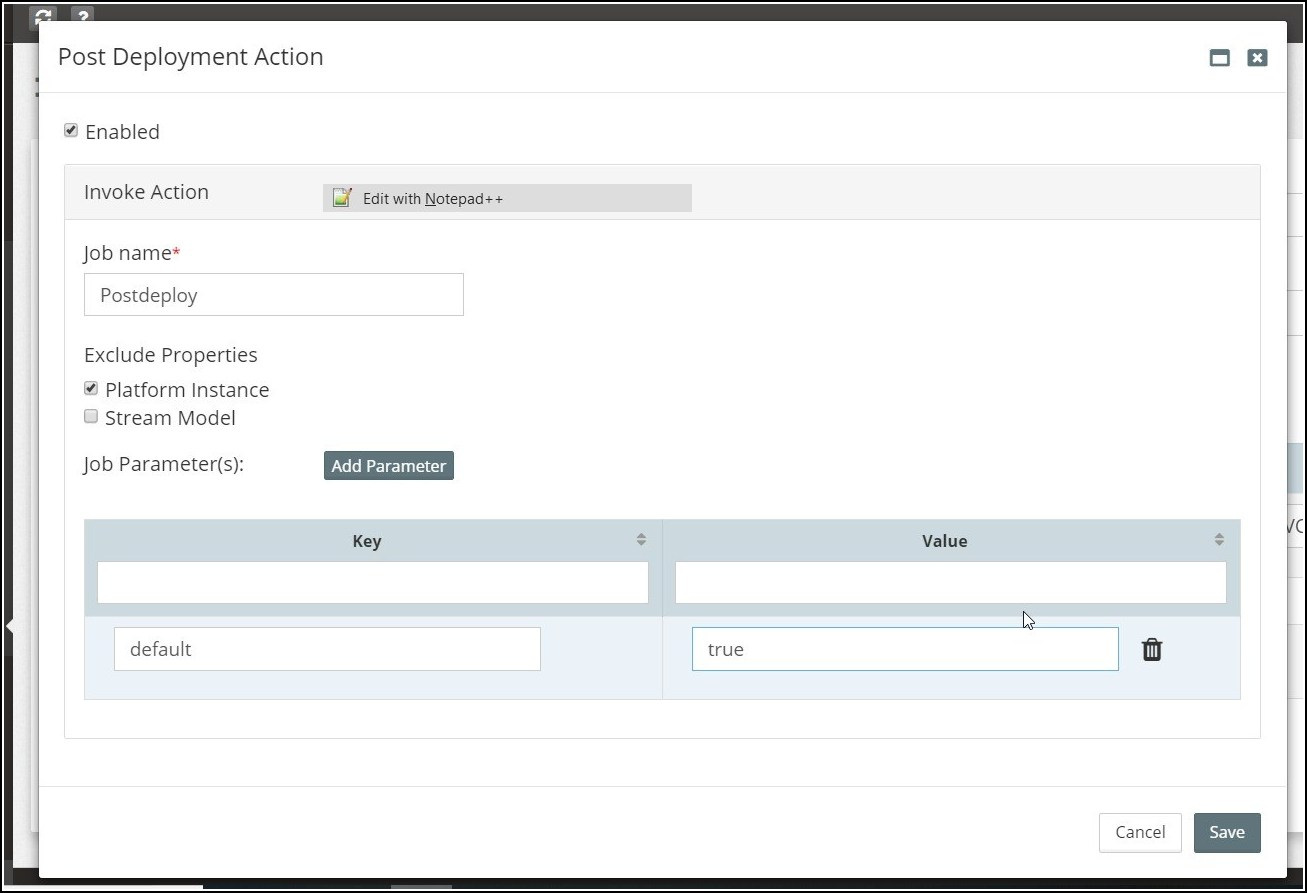 ?
Post Deployment Action
Enabled
Invoke Action
Edit with Notepad++
Job name*
Postdeploy
Exclude Properties
Platform Instance
Stream Model
Job Parameter(s):
Add Parameter
Key
Value
default
true
Cancel
Save